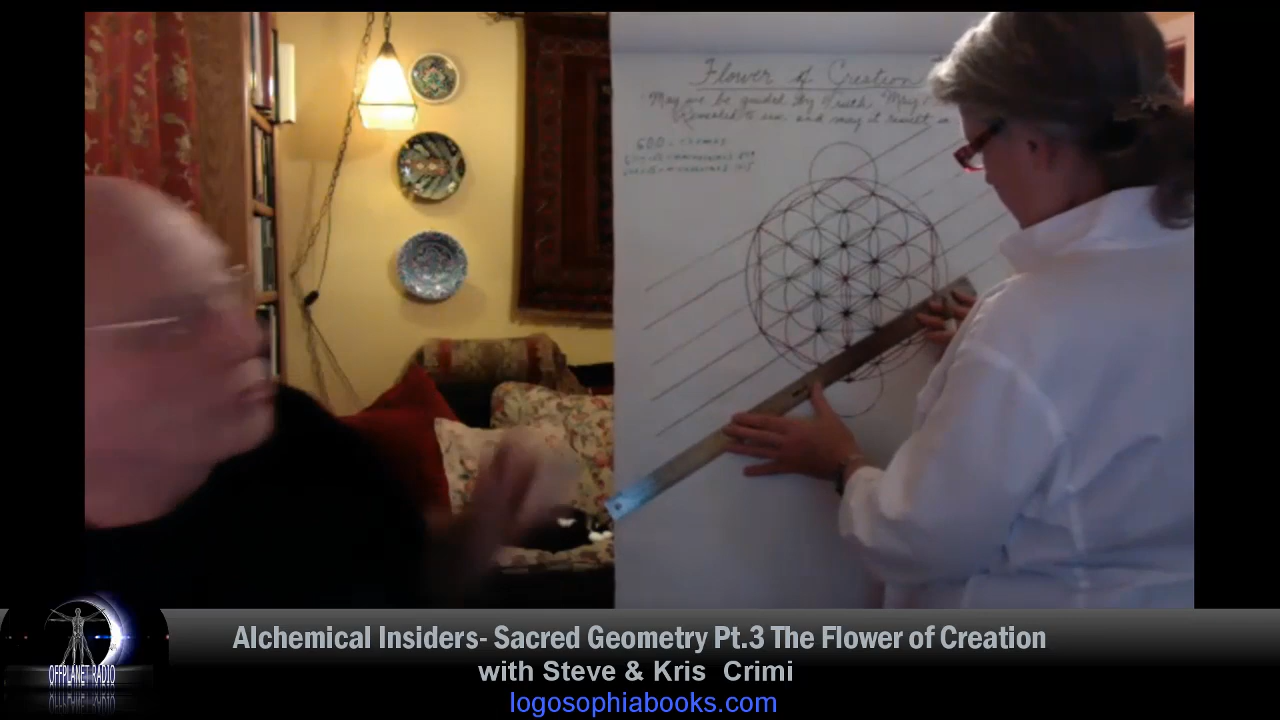 Flower of Creation
May we be guided by truth, May
Revealed to us. and may it result in
OFFPLANET RADIO
Alchemical Insiders- Sacred Geometry Pt.3 The Flower of Creation
with Steve & Kris Crimi
logosophiabooks.com